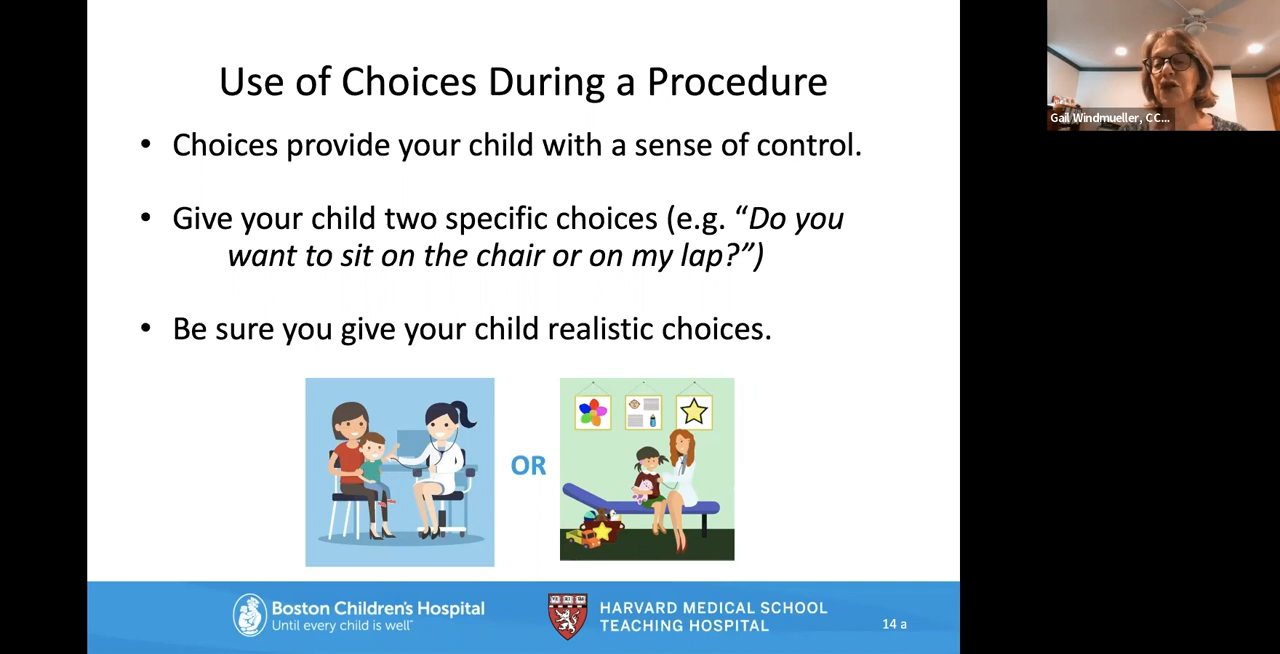 Use of Choices During a Procedure
• Choices provide your child with a sense of control.
• Give your child two specific choices (e.g. “Do you
want to sit on the chair or on my lap?”)
• Be sure you give your child realistic choices.
OR
Boston Children's Hospital
Until every child is well™
HARVARD MEDICAL SCHOOL
TEACHING HOSPITAL
14 a
Gail Windmueller, CC...